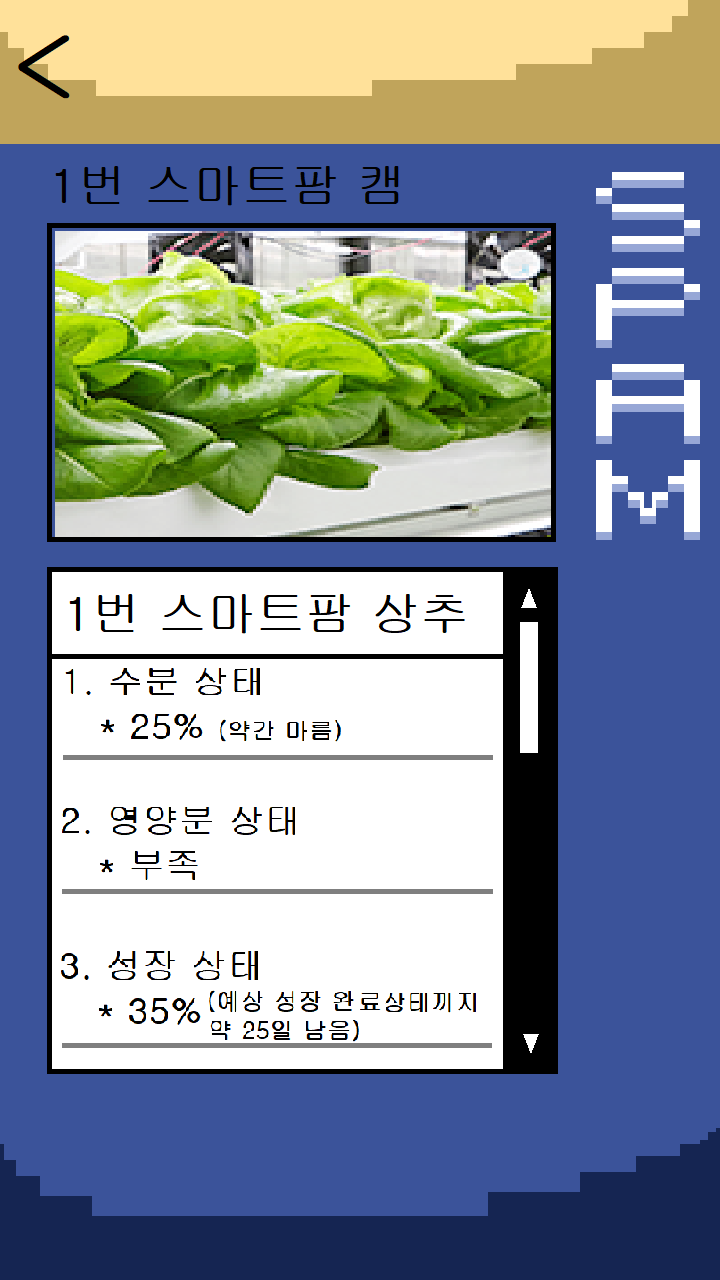 1번 스마트팜 캠
SPAM
1번 스마트팜 상추
1. 수분 상태
* 25% (약간 마름)
2. 영양분 상태
* 부족
3. 성장 상태
* 35% (예상 성장 완료상태까지
약 25일 남음)